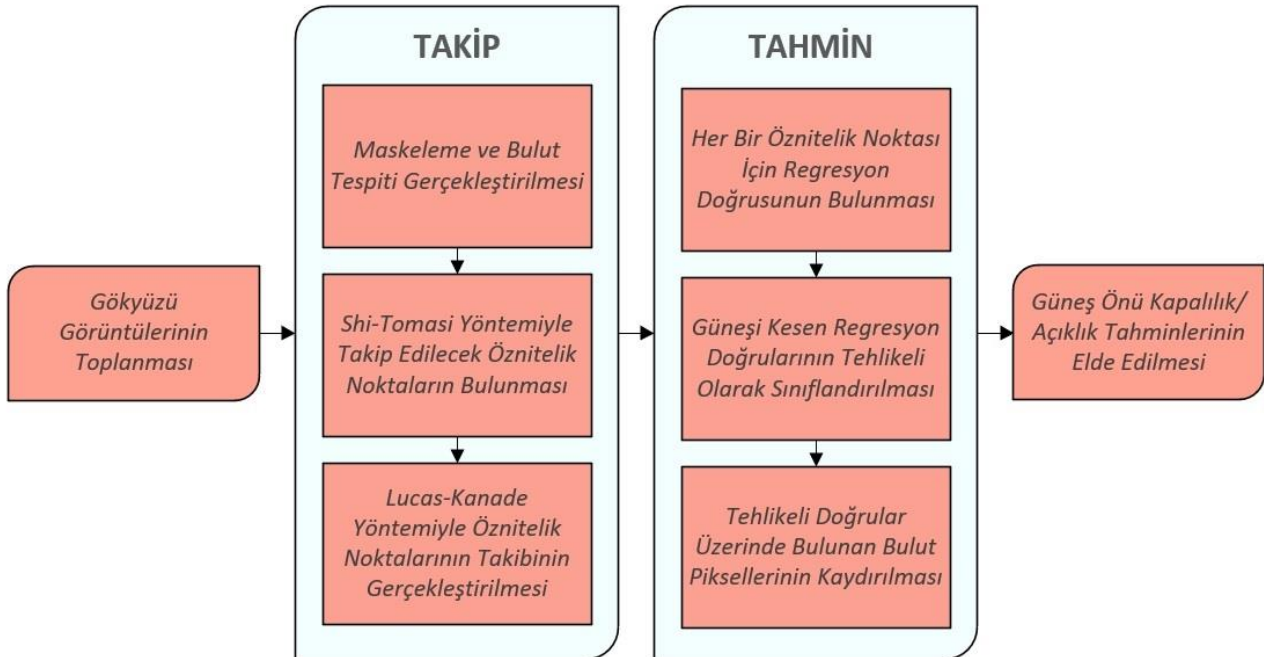 Gökyüzü
Görüntülerinin
Toplanması
TAKİP
Maskeleme ve Bulut
Tespiti Gerçekleştirilmesi
Shi-Tomasi Yöntemiyle
Takip Edilecek Öznitelik
Noktaların Bulunması
Lucas-Kanade
Yöntemiyle Öznitelik
Noktalarının Takibinin
Gerçekleştirilmesi
TAHMİN
Her Bir Öznitelik Noktası
İçin Regresyon
Doğrusunun Bulunması
Güneşi Kesen Regresyon
Doğrularının Tehlikeli
Olarak Sınıflandırılması
Tehlikeli Doğrular
Üzerinde Bulunan Bulut
Piksellerinin Kaydırılması
Güneş Önü Kapalılık/
Açıklık Tahminlerinin
Elde Edilmesi